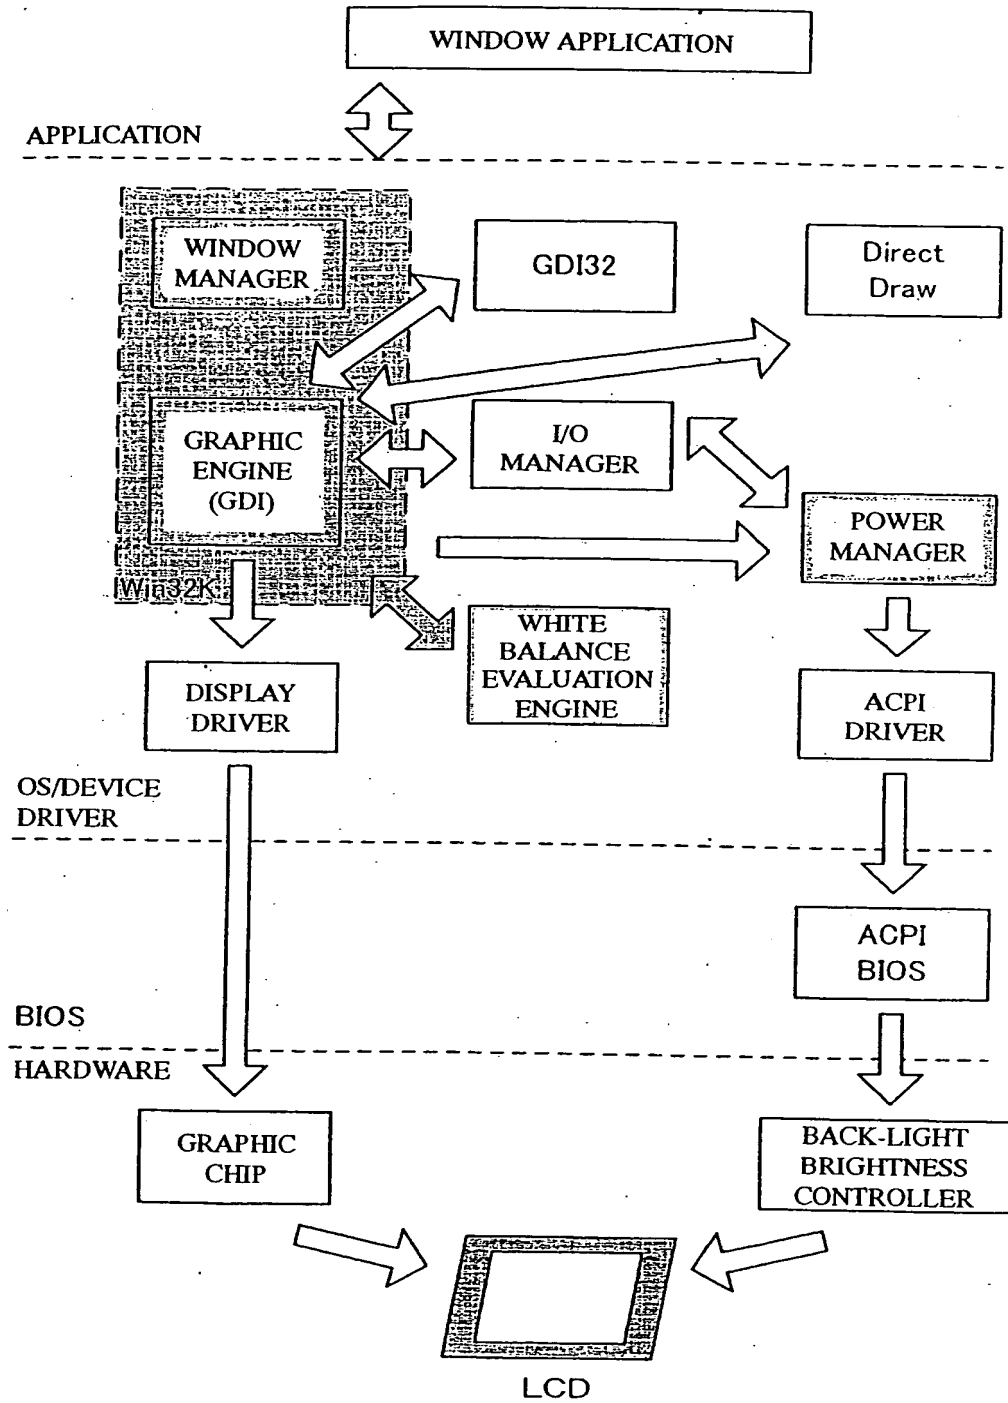 WINDOW APPLICATION
APPLICATION
WINDOW
MANAGER
GDI32
Direct
Draw
GRAPHIC
ENGINE
(GDI)
I/O
MANAGER
POWER
MANAGER
Win32K
WHITE
BALANCE
EVALUATION
ENGINE
DISPLAY
DRIVER
ACPI
DRIVER
OS/DEVICE
DRIVER
ACPI
BIOS
BIOS
HARDWARE
GRAPHIC
CHIP
BACK-LIGHT
BRIGHTNESS
CONTROLLER
LCD